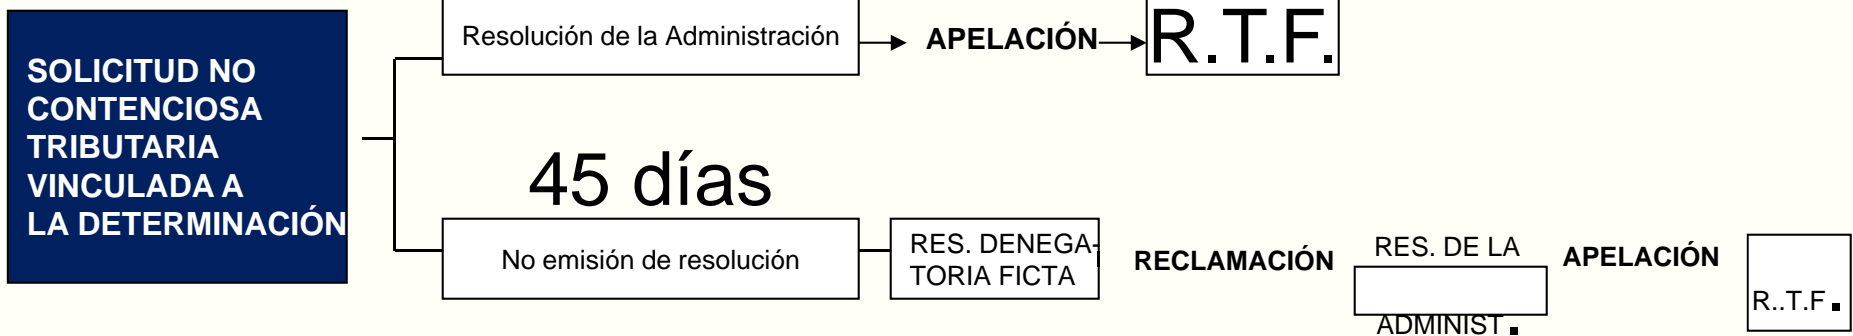 SOLICITUD NO
CONTENCIOSA
TRIBUTARIA
VINCULADA A
LA DETERMINACIÓN
Resolución de la Administración
APELACIÓN
R.T.F.
45 días
No emisión de resolución
RES. DENEGA-
TORIA FICTA
RECLAMACIÓN
RES. DE LA
ADMINIST.
APELACIÓN
R..T.F.